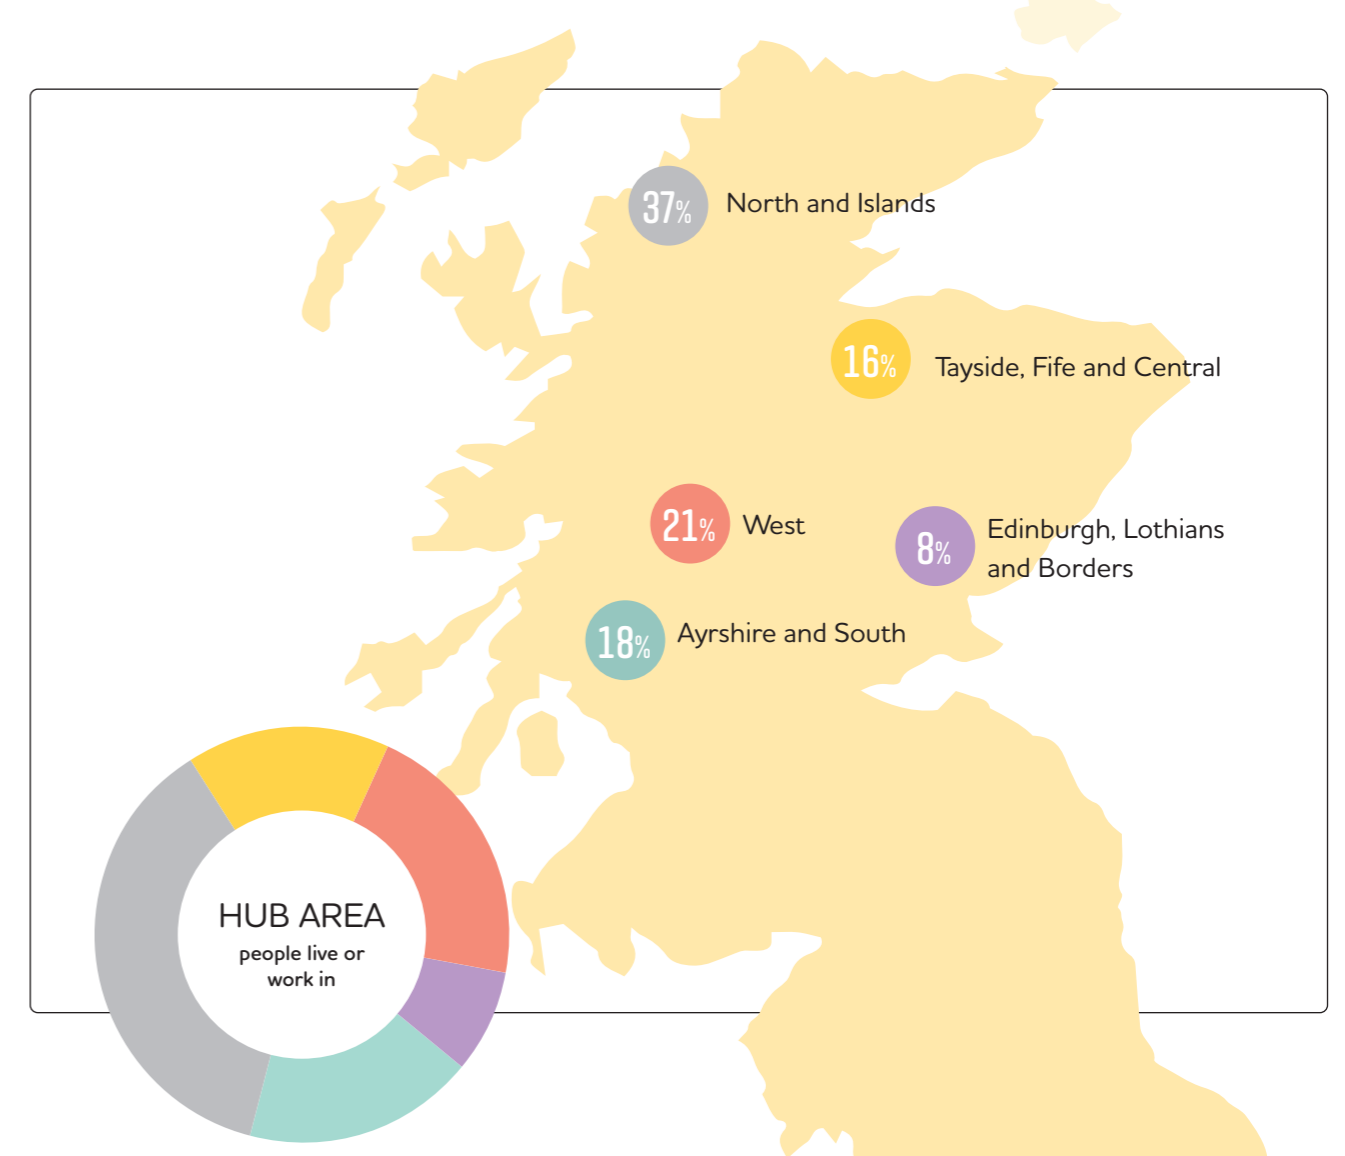 37% North and Islands
16% Tayside, Fife and Central
21% West
8% Edinburgh, Lothians
and Borders
18% Ayrshire and South
HUB AREA
people live or
work in